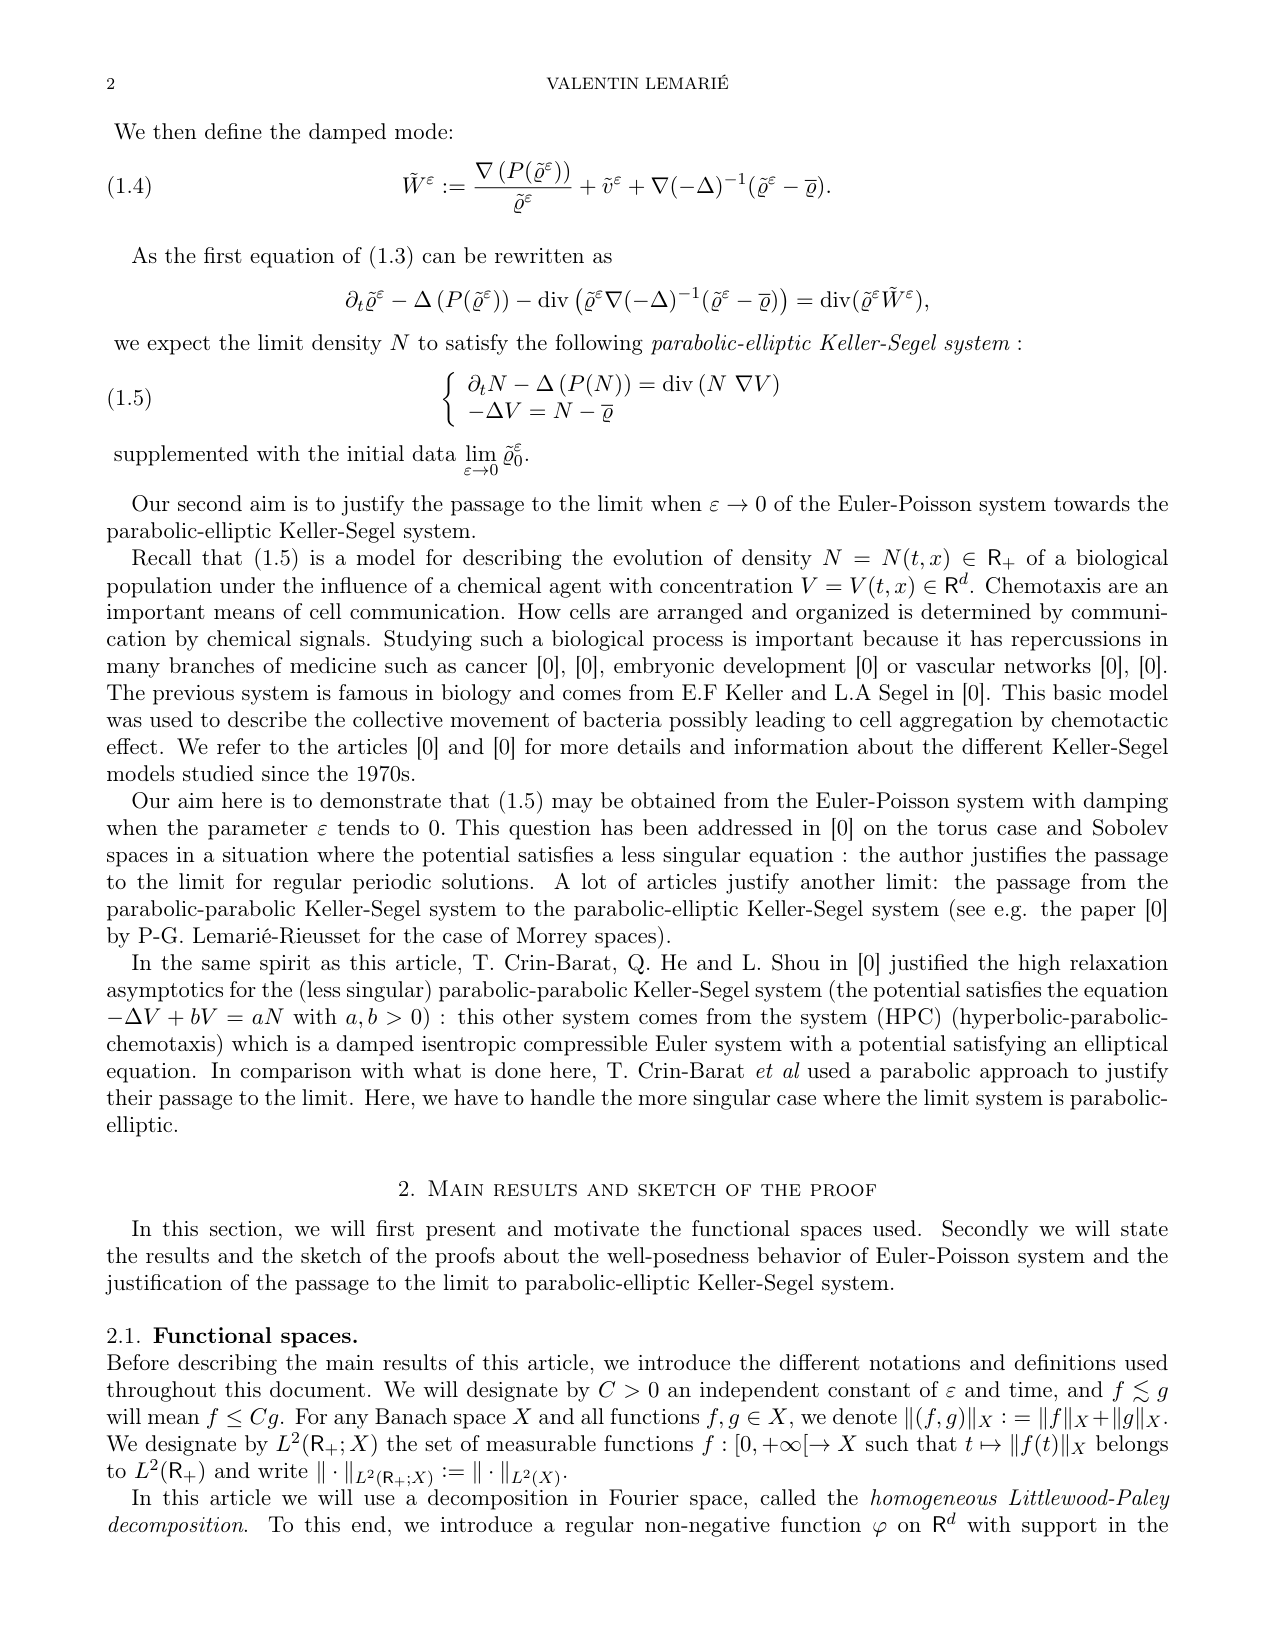 2
VALENTIN LEMARIÉ
We then define the damped mode:
(1.4) $\tilde{W}^{\varepsilon} := \frac{\nabla (P(\tilde{\varrho}^{\varepsilon}))}{\tilde{\varrho}^{\varepsilon}} + \tilde{v}^{\varepsilon} + \nabla(-\Delta)^{-1}(\tilde{\varrho}^{\varepsilon} - \overline{\varrho}).$
As the first equation of (1.3) can be rewritten as
$\partial_t \tilde{\varrho}^{\varepsilon} - \Delta (P(\tilde{\varrho}^{\varepsilon})) - \mathrm{div} \left( \tilde{\varrho}^{\varepsilon} \nabla(-\Delta)^{-1}(\tilde{\varrho}^{\varepsilon} - \overline{\varrho}) \right) = \mathrm{div}(\tilde{\varrho}^{\varepsilon} \tilde{W}^{\varepsilon}),$
we expect the limit density $N$ to satisfy the following parabolic-elliptic Keller-Segel system :
(1.5) $\left\{ \begin{array}{l} \partial_t N - \Delta (P(N)) = \mathrm{div} (N \ \nabla V) \\ -\Delta V = N - \overline{\varrho} \end{array} \right.$
supplemented with the initial data $\lim_{\varepsilon \to 0} \tilde{\varrho}_0^{\varepsilon}.$
Our second aim is to justify the passage to the limit when $\varepsilon \to 0$ of the Euler-Poisson system towards the
parabolic-elliptic Keller-Segel system.
Recall that (1.5) is a model for describing the evolution of density $N = N(t, x) \in \mathsf{R}_+$ of a biological
population under the influence of a chemical agent with concentration $V = V(t, x) \in \mathsf{R}^d$. Chemotaxis are an
important means of cell communication. How cells are arranged and organized is determined by communi-
cation by chemical signals. Studying such a biological process is important because it has repercussions in
many branches of medicine such as cancer [0], [0], embryonic development [0] or vascular networks [0], [0].
The previous system is famous in biology and comes from E.F Keller and L.A Segel in [0]. This basic model
was used to describe the collective movement of bacteria possibly leading to cell aggregation by chemotactic
effect. We refer to the articles [0] and [0] for more details and information about the different Keller-Segel
models studied since the 1970s.
Our aim here is to demonstrate that (1.5) may be obtained from the Euler-Poisson system with damping
when the parameter $\varepsilon$ tends to 0. This question has been addressed in [0] on the torus case and Sobolev
spaces in a situation where the potential satisfies a less singular equation : the author justifies the passage
to the limit for regular periodic solutions. A lot of articles justify another limit: the passage from the
parabolic-parabolic Keller-Segel system to the parabolic-elliptic Keller-Segel system (see e.g. the paper [0]
by P-G. Lemarié-Rieusset for the case of Morrey spaces).
In the same spirit as this article, T. Crin-Barat, Q. He and L. Shou in [0] justified the high relaxation
asymptotics for the (less singular) parabolic-parabolic Keller-Segel system (the potential satisfies the equation
$-\Delta V + bV = aN$ with $a, b > 0$) : this other system comes from the system (HPC) (hyperbolic-parabolic-
chemotaxis) which is a damped isentropic compressible Euler system with a potential satisfying an elliptical
equation. In comparison with what is done here, T. Crin-Barat et al used a parabolic approach to justify
their passage to the limit. Here, we have to handle the more singular case where the limit system is parabolic-
elliptic.
2. Main results and sketch of the proof
In this section, we will first present and motivate the functional spaces used. Secondly we will state
the results and the sketch of the proofs about the well-posedness behavior of Euler-Poisson system and the
justification of the passage to the limit to parabolic-elliptic Keller-Segel system.
2.1. Functional spaces.
Before describing the main results of this article, we introduce the different notations and definitions used
throughout this document. We will designate by $C > 0$ an independent constant of $\varepsilon$ and time, and $f \lesssim g$
will mean $f \leq Cg$. For any Banach space $X$ and all functions $f, g \in X$, we denote $\|(f, g)\|_X := \|f\|_X + \|g\|_X$.
We designate by $L^2(\mathsf{R}_+; X)$ the set of measurable functions $f : [0, +\infty[ \to X$ such that $t \mapsto \|f(t)\|_X$ belongs
to $L^2(\mathsf{R}_+)$ and write $\| \cdot \|_{L^2(\mathsf{R}_+;X)} := \| \cdot \|_{L^2(X)}$.
In this article we will use a decomposition in Fourier space, called the homogeneous Littlewood-Paley
decomposition. To this end, we introduce a regular non-negative function $\varphi$ on $\mathsf{R}^d$ with support in the